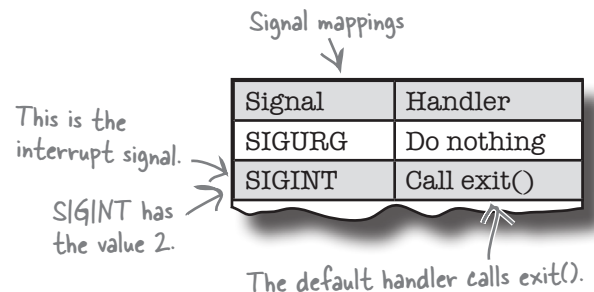 Signal mappings
Signal Handler
SIGURG Do nothing
SIGINT Call exit()
This is the
interrupt signal.
SIGINT has
the value 2.
The default handler calls exit().